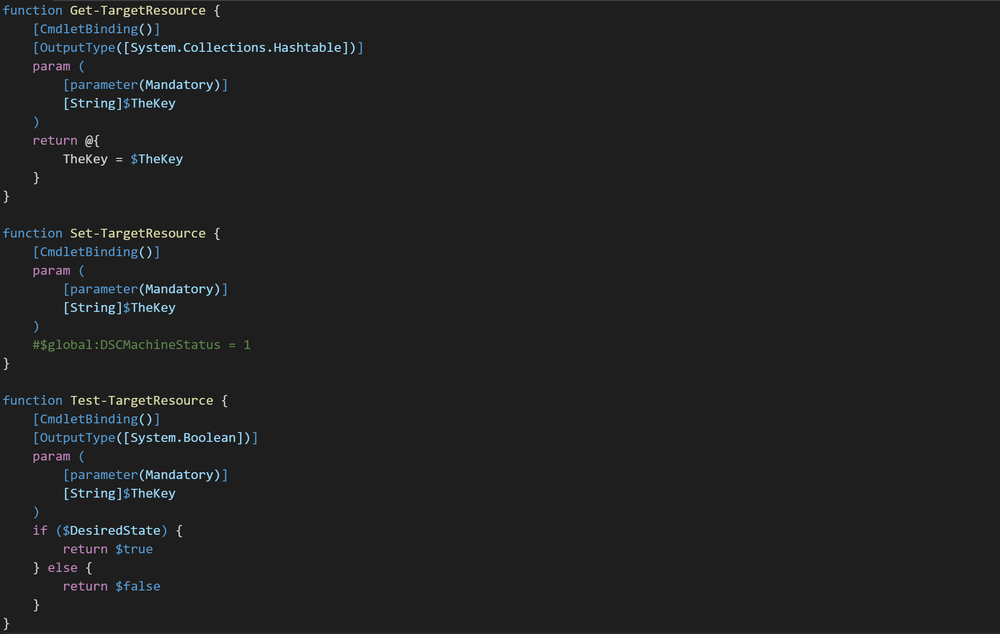 function Get-TargetResource {
    [CmdletBinding()]
    [OutputType([System.Collections.Hashtable])]
    param (
        [parameter(Mandatory)]
        [String]$TheKey
    )
    return @{
        TheKey = $TheKey
    }
}

function Set-TargetResource {
    [CmdletBinding()]
    param (
        [parameter(Mandatory)]
        [String]$TheKey
    )
    #$global:DSCMachineStatus = 1
}

function Test-TargetResource {
    [CmdletBinding()]
    [OutputType([System.Boolean])]
    param (
        [parameter(Mandatory)]
        [String]$TheKey
    )
    if ($DesiredState) {
        return $true
    } else {
        return $false
    }
}